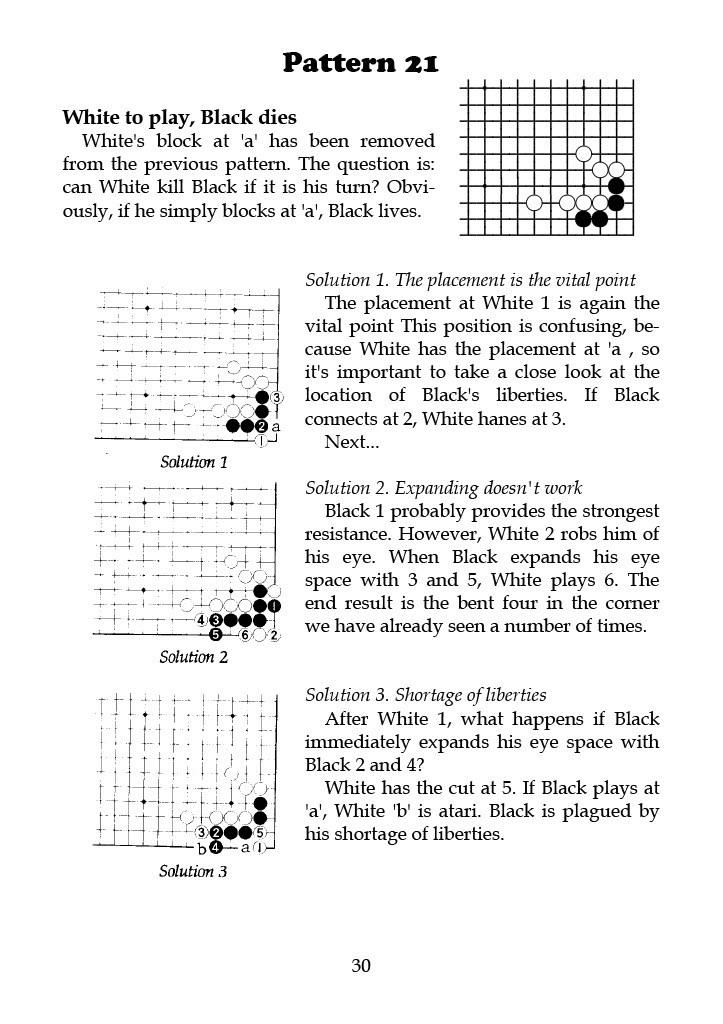 Pattern 21
White to play, Black dies
White's block at 'a' has been removed
from the previous pattern. The question is:
can White kill Black if it is his turn? Obvi-
ously, if he simply blocks at 'a', Black lives.
Solution 1. The placement is the vital point
The placement at White 1 is again the
vital point This position is confusing, be-
cause White has the placement at 'a , so
it's important to take a close look at the
location of Black's liberties. If Black
connects at 2, White hanes at 3.
Next...
3
2 a
1
Solution 1
Solution 2. Expanding doesn't work
Black 1 probably provides the strongest
resistance. However, White 2 robs him of
his eye. When Black expands his eye
space with 3 and 5, White plays 6. The
end result is the bent four in the corner
we have already seen a number of times.
1
4 3
5 6 2
Solution 2
Solution 3. Shortage of liberties
After White 1, what happens if Black
immediately expands his eye space with
Black 2 and 4?
White has the cut at 5. If Black plays at
'a', White 'b' is atari. Black is plagued by
his shortage of liberties.
3 2 5
b 4 a 1
Solution 3
30